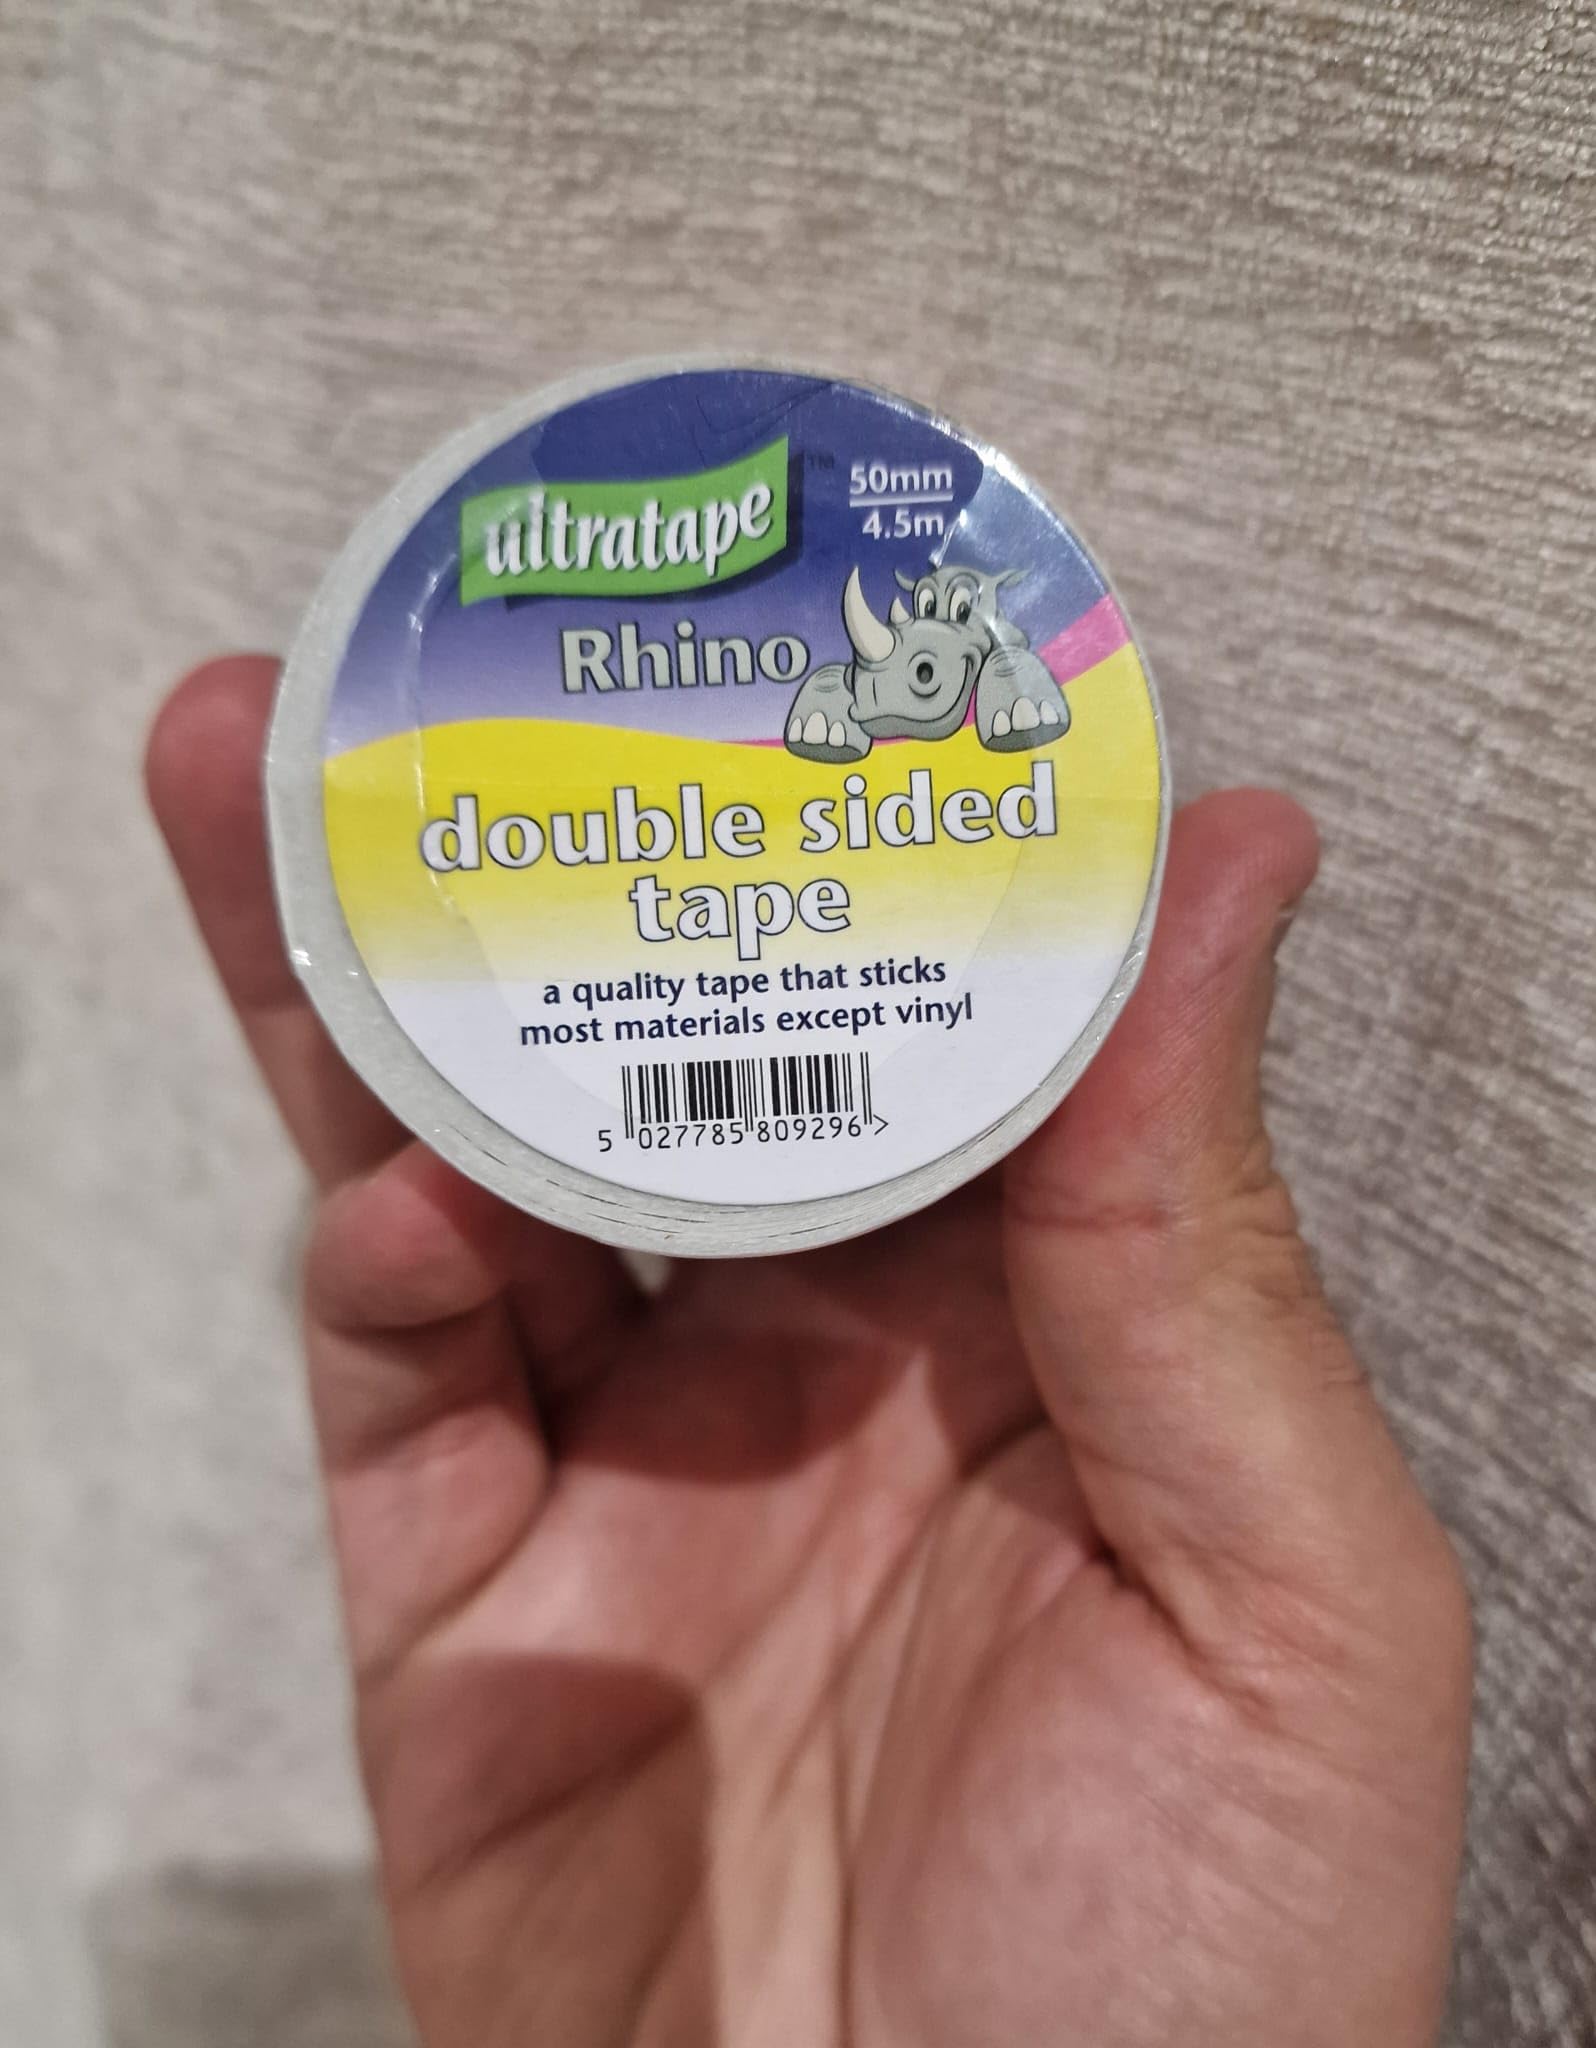 ultratape ™
50mm
4.5m
Rhino
double sided
tape
a quality tape that sticks
most materials except vinyl
5 027785 809296 >